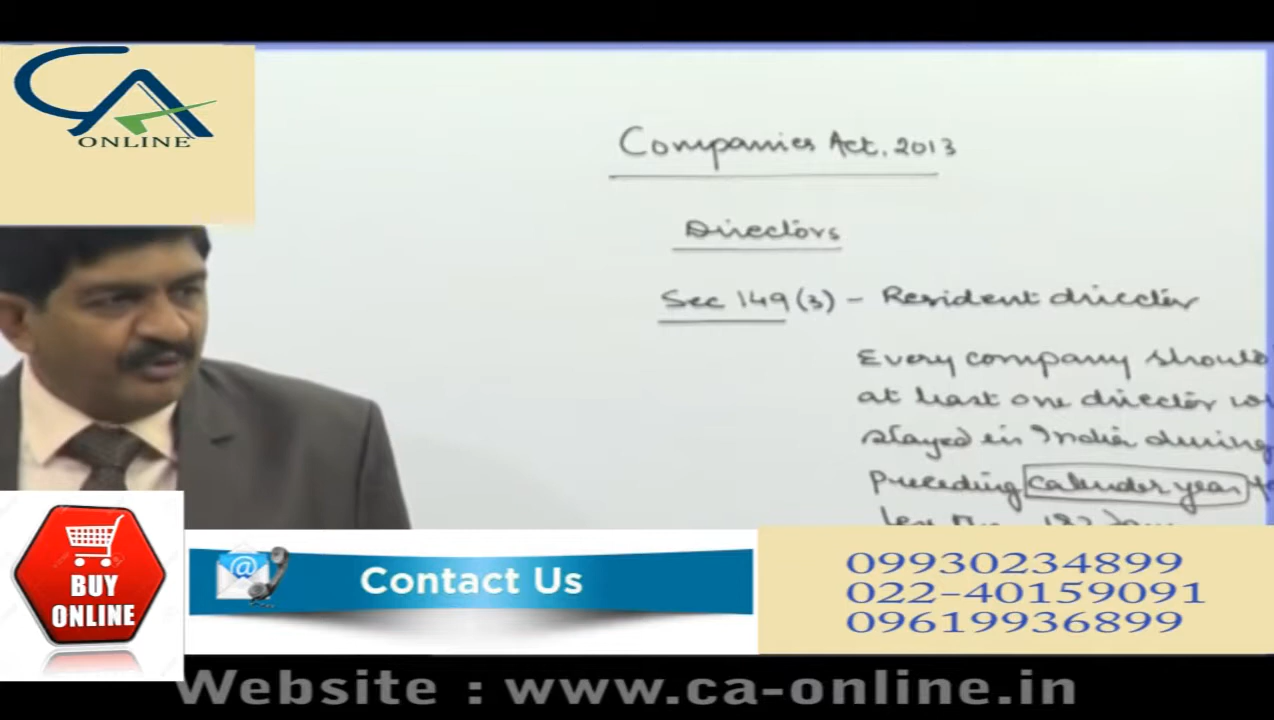 CA
ONLINE
Companies Act, 2013
Directors
Sec 149 (3) - Resident director
Every company should
at least one director
stayed in India during
preceding calender year
182
BUY
ONLINE
@
Contact Us
09930234899
022-40159091
09619936899
Website : www.ca-online.in